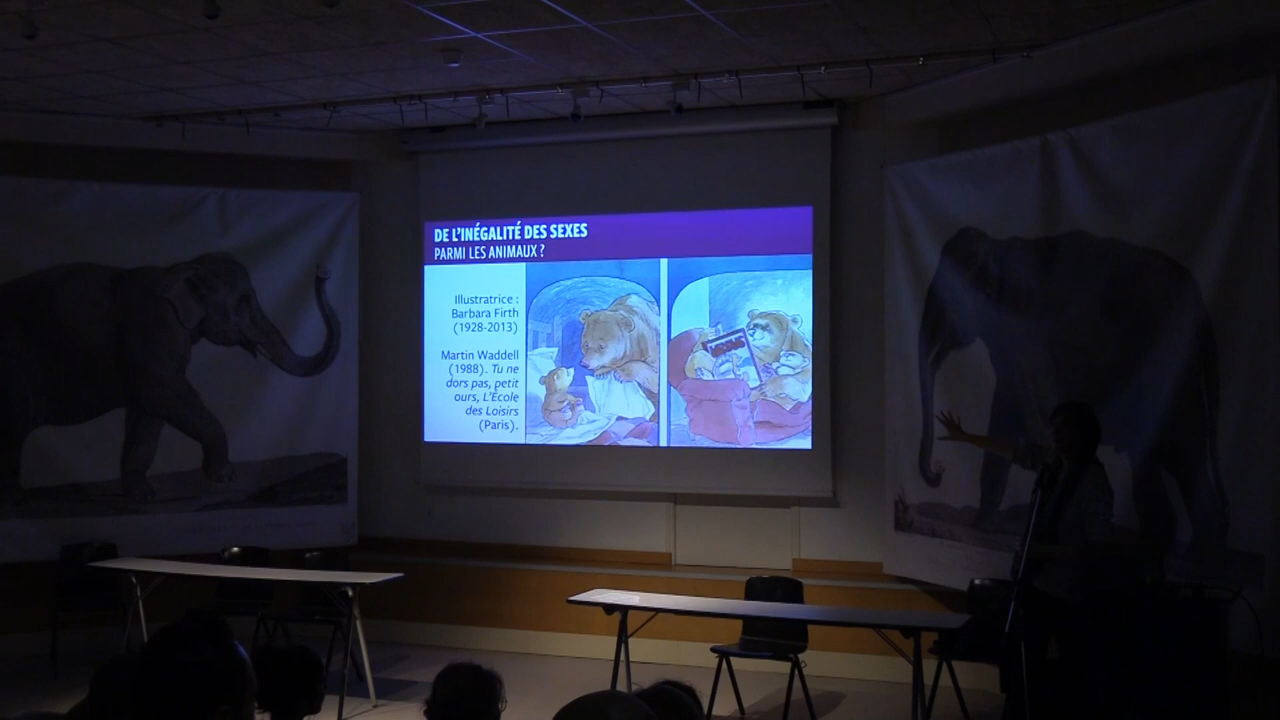 DE L'INÉGALITÉ DES SEXES
PARMI LES ANIMAUX ?
Illustratrice :
Barbara Firth
(1928-2013)
Martin Waddell
(1988). Tu ne
dors pas, petit
ours, L'École
des Loisirs
(Paris).